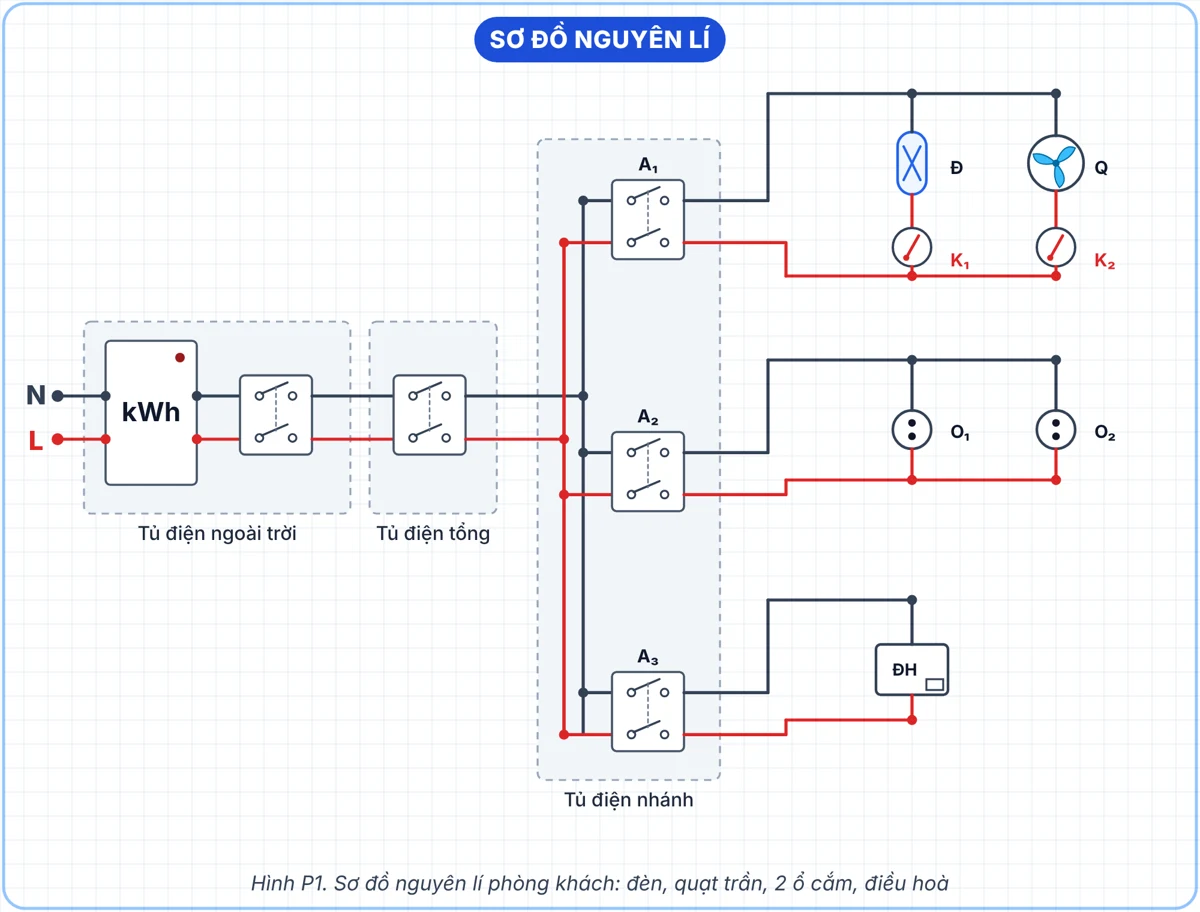 SƠ ĐỒ NGUYÊN LÍ
A₁
Đ
Q
K₁
K₂
N
L
kWh
A₂
O₁
O₂
Tủ điện ngoài trời
Tủ điện tổng
A₃
ĐH
Tủ điện nhánh
Hình P1. Sơ đồ nguyên lí phòng khách: đèn, quạt trần, 2 ổ cắm, điều hoà